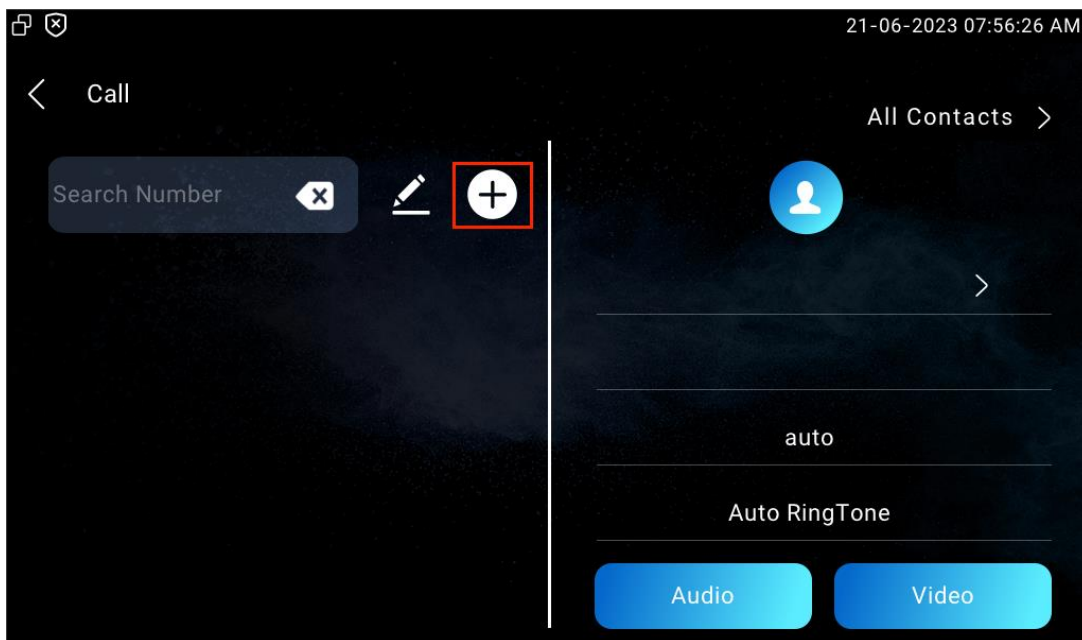 21-06-2023 07:56:26 AM
Call
All Contacts
Search Number
auto
Auto RingTone
Audio
Video